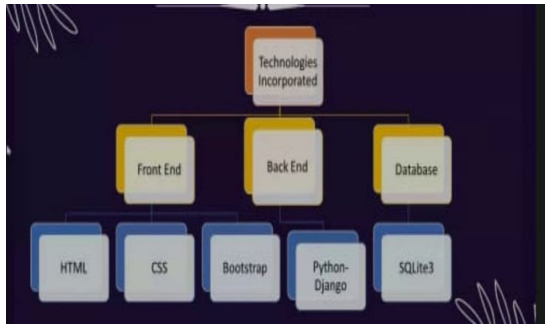 Technologies
Incorporated
Front End
Back End
Database
HTML
CSS
Bootstrap
Python-
Django
SQLite3